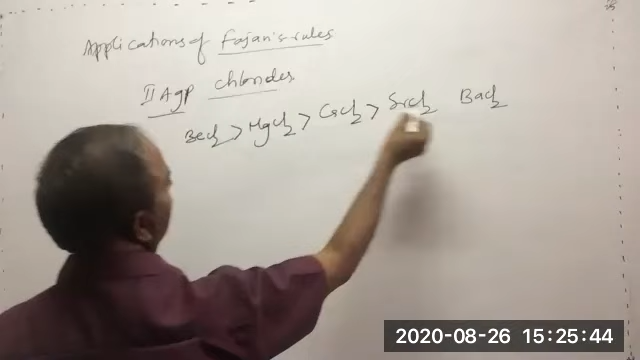 Applications of Fajan's rules
II A gp chlorides
BeCl2 > MgCl2 > CaCl2 > SrCl2 BaCl2
2020-08-26 15:25:44